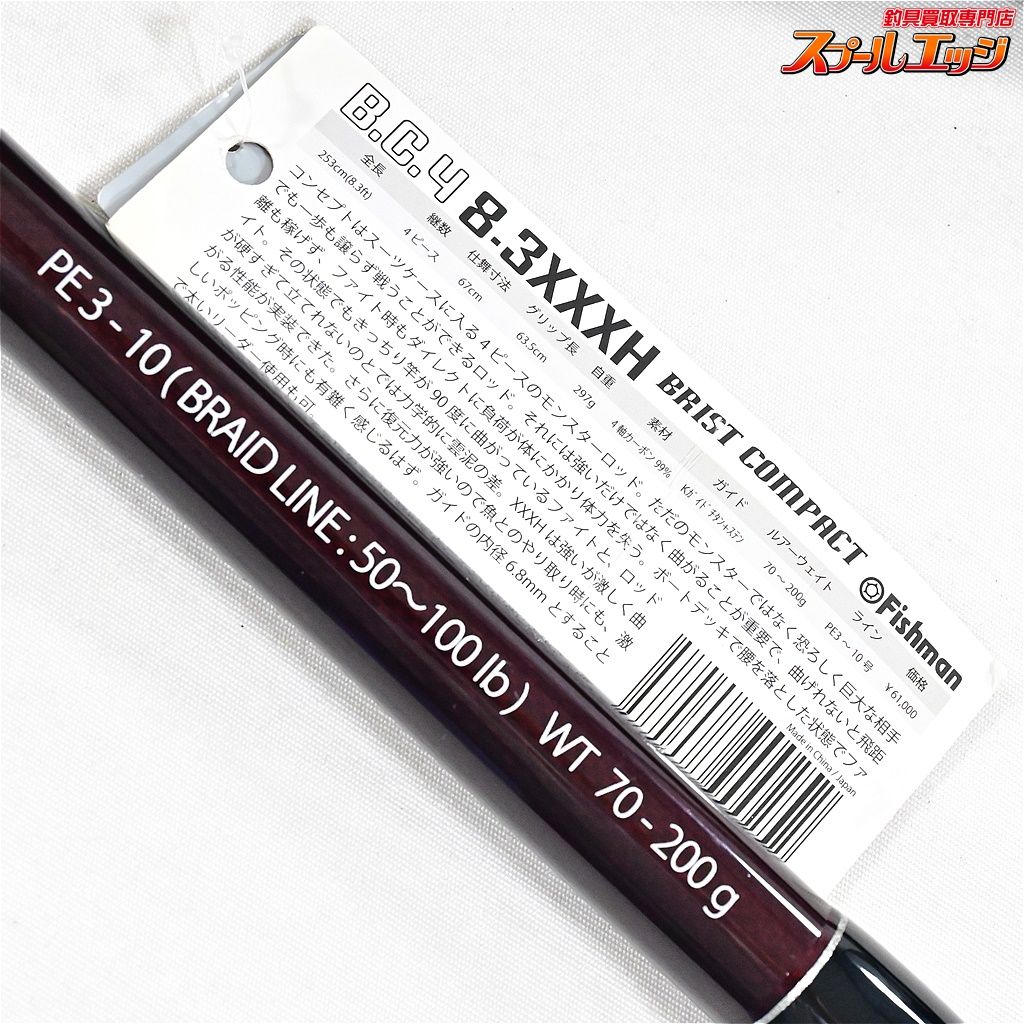 釣具買取専門店
スプールエッジ
B.C.4 8.3XXXH BRIST COMPACT Fishman
全長 継数 仕舞寸法 グリップ長 自重 素材 ガイド ルアーウェイト ライン 価格
253cm(8.3ft) 4ピース 67cm 63.5cm 297g 4軸カーボン99% Kガイド チタン+ステン 70〜200g PE3〜10号 ¥61,000
コンセプトはスーツケースに入る4ピースのモンスターロッド。ただのモンスターではなく恐ろしく巨大な相手
でも一歩も譲らず戦うことができるロッド。それには強いだけではなく曲がることが重要で、曲げれないと飛距
離も稼げず、ファイト時もダイレクトに負荷が体にかかり体力を失う。ボートデッキで腰を落とした状態でファ
イト。その状態でもきっちり竿が90度に曲がっているファイトと、ロッド
が硬すぎて立てれないのとでは力学的に雲泥の差。XXXHは強いが激しく曲
がる性能が実装できた。さらに復元力が強いので魚とのやり取り時にも、激
しいポッピング時にも有難く感じるはず。ガイドの内径6.8mmとすること
で太いリーダー使用も可。
Made in China / Japan
PE 3 - 10 ( BRAID LINE : 50〜100 lb ) WT 70 - 200 g